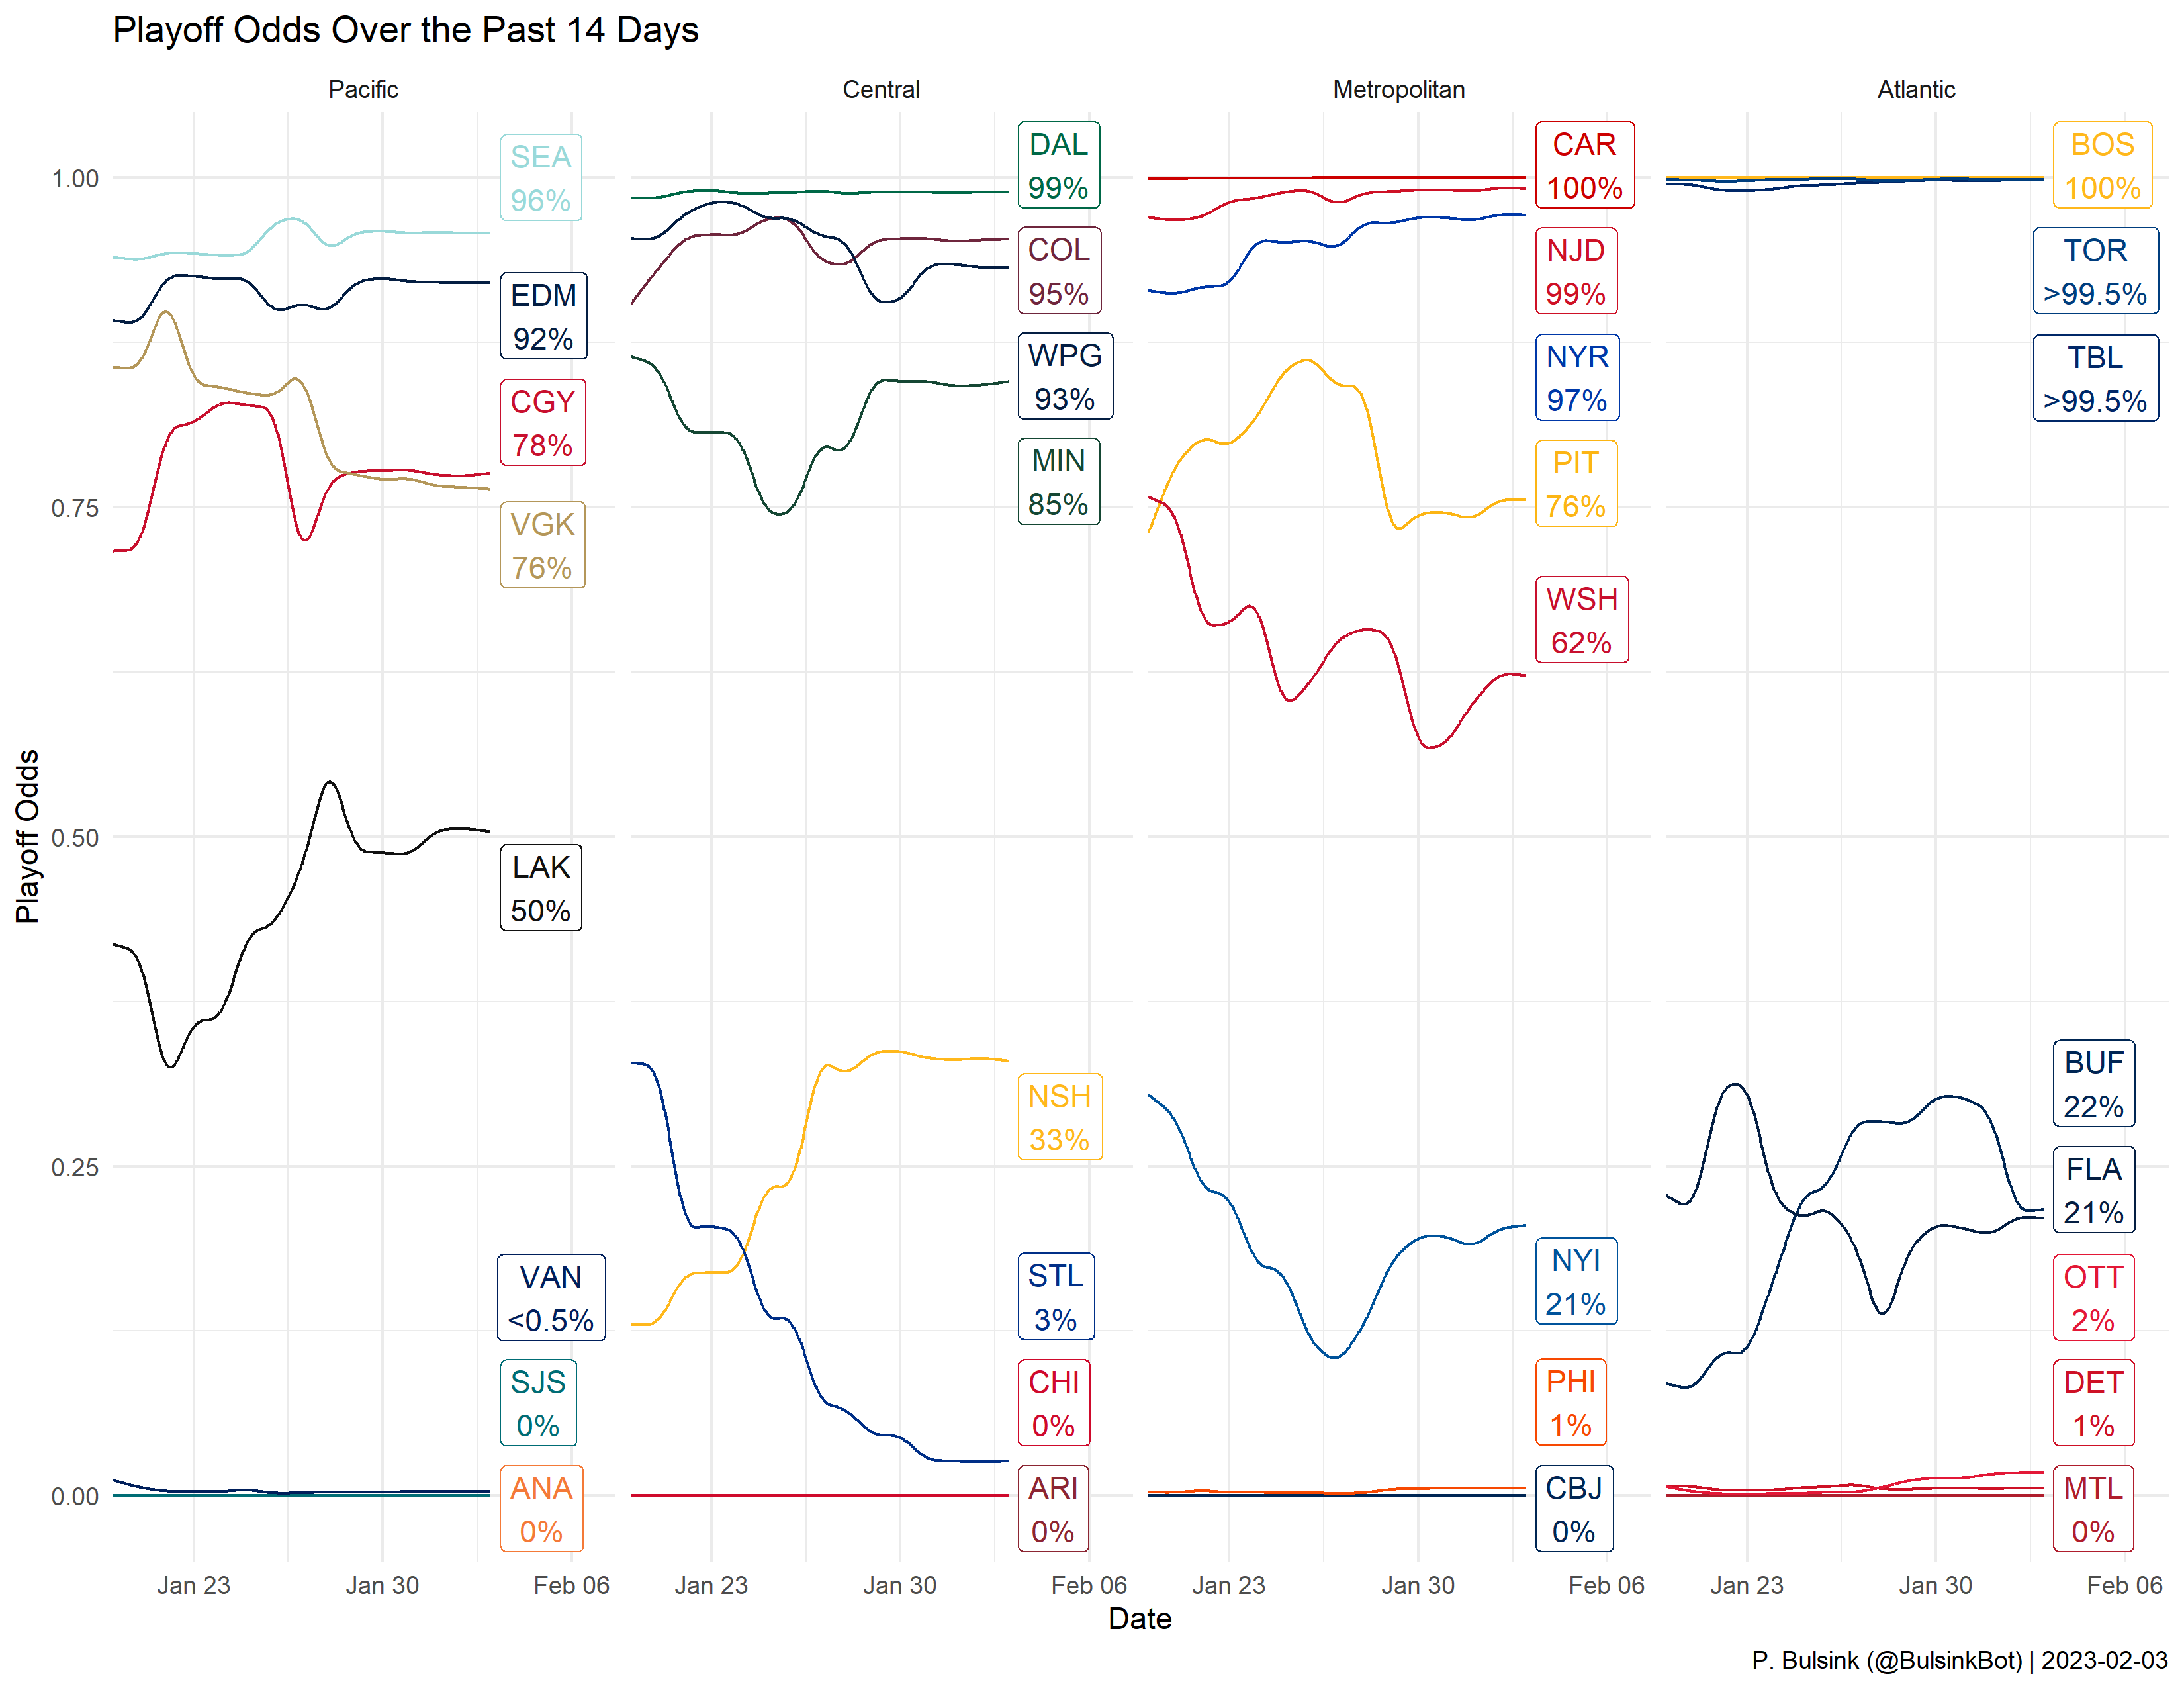 Playoff Odds Over the Past 14 Days
Pacific
Central
Metropolitan
Atlantic
Playoff Odds
1.00
0.75
0.50
0.25
0.00
SEA
96%
EDM
92%
CGY
78%
VGK
76%
LAK
50%
VAN
<0.5%
SJS
0%
ANA
0%
DAL
99%
COL
95%
WPG
93%
MIN
85%
NSH
33%
STL
3%
CHI
0%
ARI
0%
CAR
100%
NJD
99%
NYR
97%
PIT
76%
WSH
62%
NYI
21%
PHI
1%
CBJ
0%
BOS
100%
TOR
>99.5%
TBL
>99.5%
BUF
22%
FLA
21%
OTT
2%
DET
1%
MTL
0%
Jan 23
Jan 30
Feb 06
Jan 23
Jan 30
Feb 06
Jan 23
Jan 30
Feb 06
Jan 23
Jan 30
Feb 06
Date
P. Bulsink (@BulsinkBot) | 2023-02-03